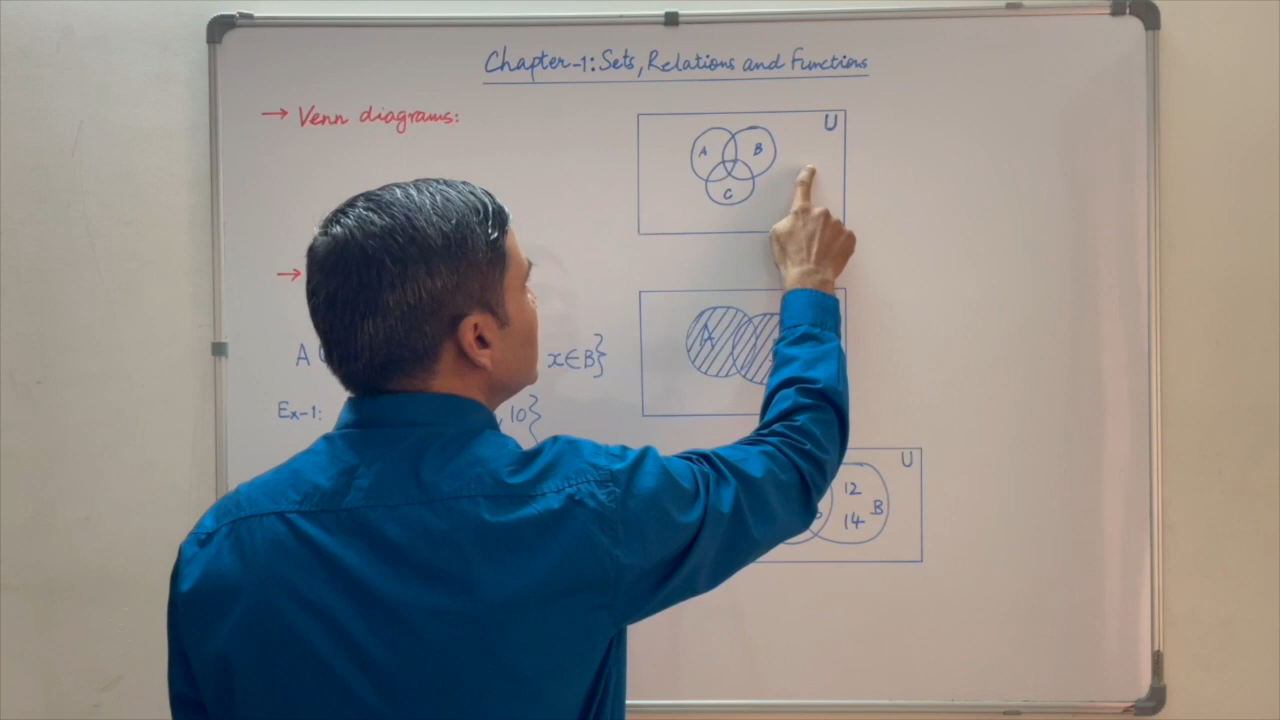 Chapter-1: Sets, Relations and Functions
→ Venn diagrams:
U
A B
C
→
A
x∈B}
A
Ex-1:
, 10}
U
12
B
14